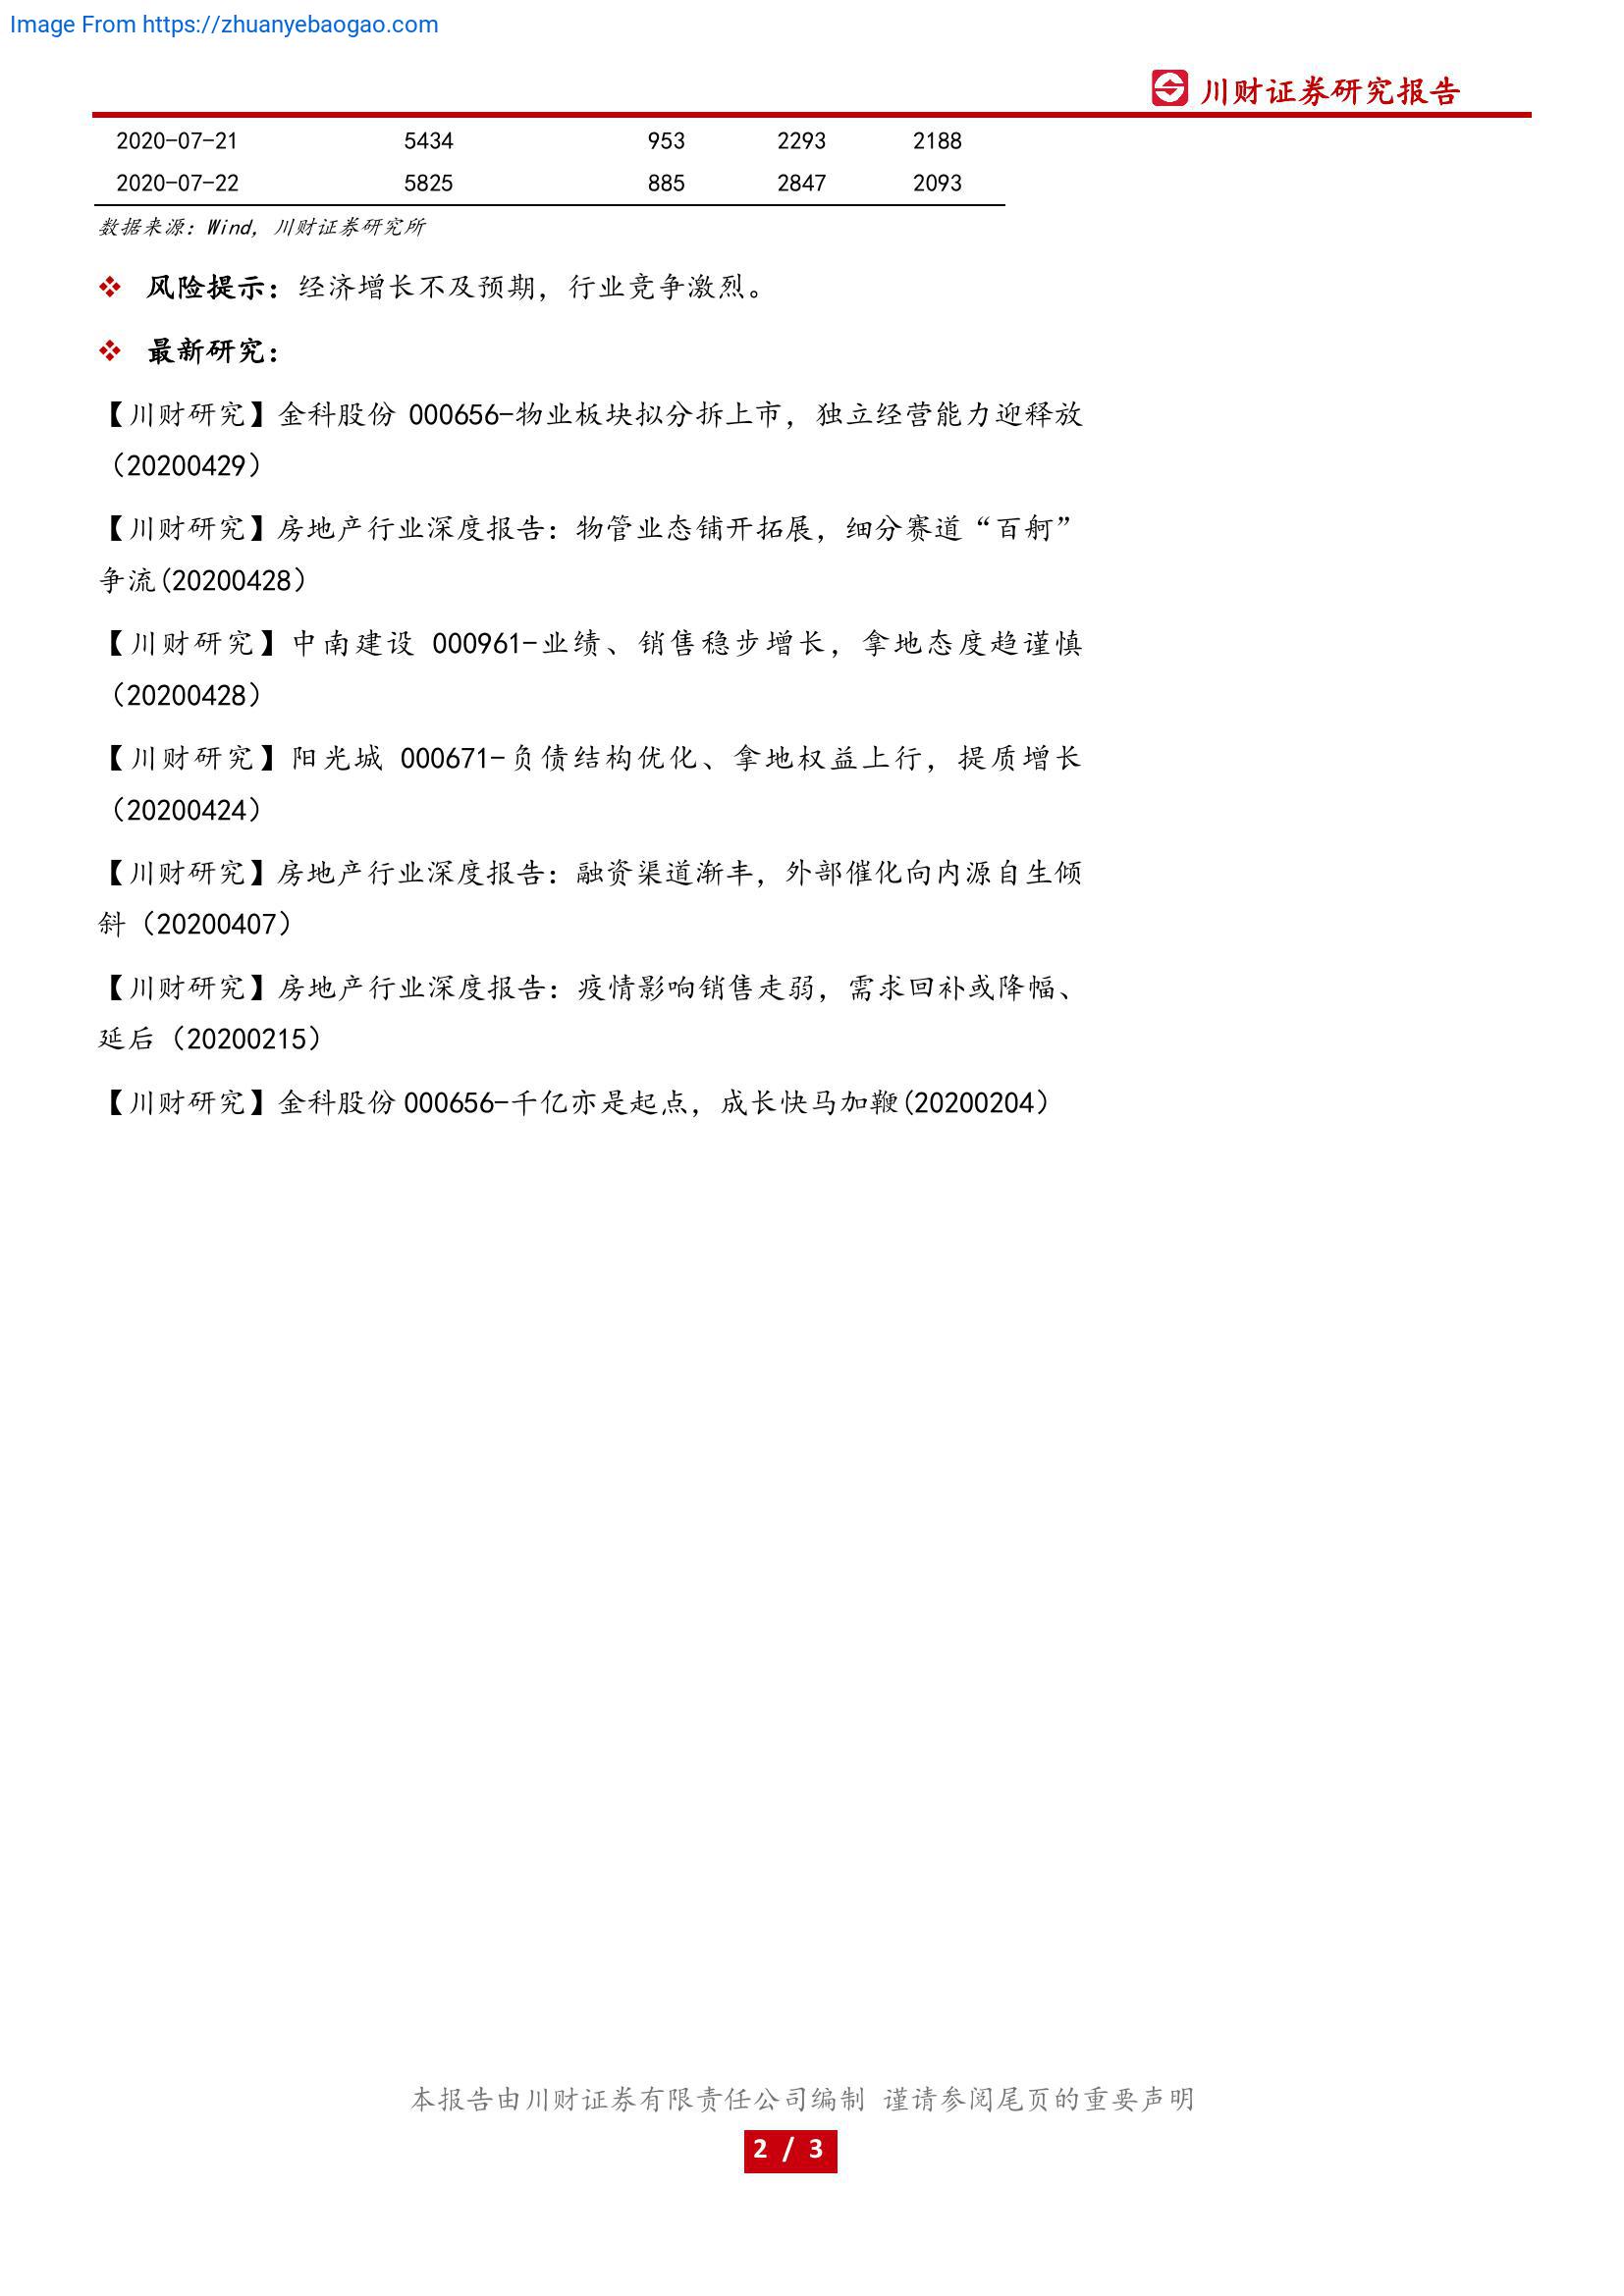 Image From https://zhuanyebaogao.com
川财证券研究报告
2020-07-21 5434 953 2293 2188
2020-07-22 5825 885 2847 2093
数据来源：Wind，川财证券研究所
❖ 风险提示：经济增长不及预期，行业竞争激烈。
❖ 最新研究：
【川财研究】金科股份 000656-物业板块拟分拆上市，独立经营能力迎释放
（20200429）
【川财研究】房地产行业深度报告：物管业态铺开拓展，细分赛道“百舸”
争流(20200428）
【川财研究】中南建设 000961-业绩、销售稳步增长，拿地态度趋谨慎
（20200428）
【川财研究】阳光城 000671-负债结构优化、拿地权益上行，提质增长
（20200424）
【川财研究】房地产行业深度报告：融资渠道渐丰，外部催化向内源自生倾
斜（20200407）
【川财研究】房地产行业深度报告：疫情影响销售走弱，需求回补或降幅、
延后（20200215）
【川财研究】金科股份 000656-千亿亦是起点，成长快马加鞭(20200204）
本报告由川财证券有限责任公司编制 谨请参阅尾页的重要声明
2 / 3